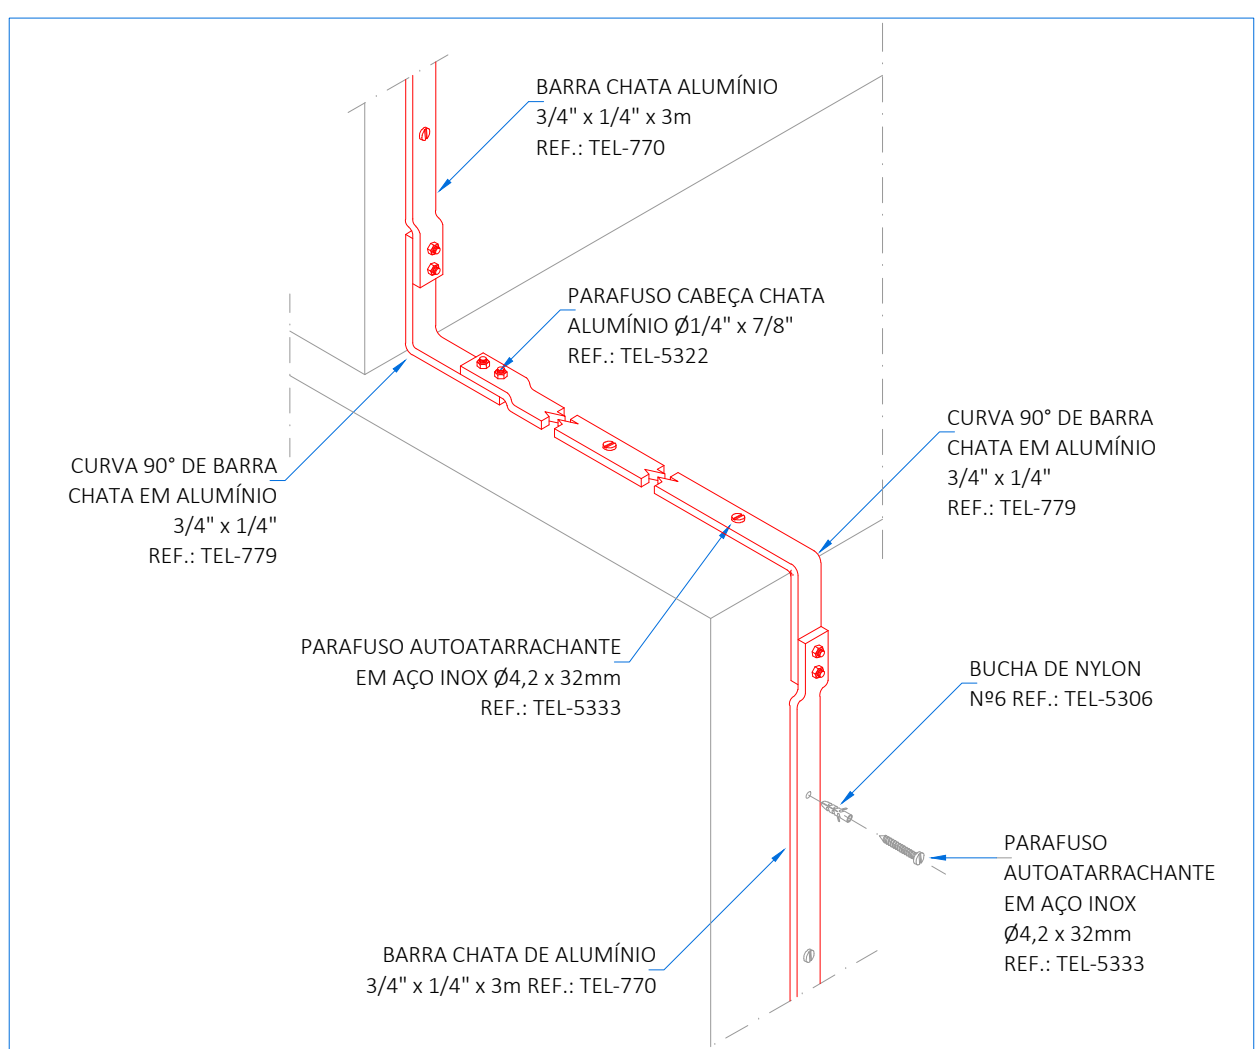 BARRA CHATA ALUMÍNIO
3/4" x 1/4" x 3m
REF.: TEL-770
PARAFUSO CABEÇA CHATA
ALUMÍNIO Ø1/4" x 7/8"
REF.: TEL-5322
CURVA 90° DE BARRA
CHATA EM ALUMÍNIO
3/4" x 1/4"
REF.: TEL-779
CURVA 90° DE BARRA
CHATA EM ALUMÍNIO
3/4" x 1/4"
REF.: TEL-779
PARAFUSO AUTOATARRACHANTE
EM AÇO INOX Ø4,2 x 32mm
REF.: TEL-5333
BUCHA DE NYLON
Nº6 REF.: TEL-5306
PARAFUSO
AUTOATARRACHANTE
EM AÇO INOX
Ø4,2 x 32mm
REF.: TEL-5333
BARRA CHATA DE ALUMÍNIO
3/4" x 1/4" x 3m REF.: TEL-770